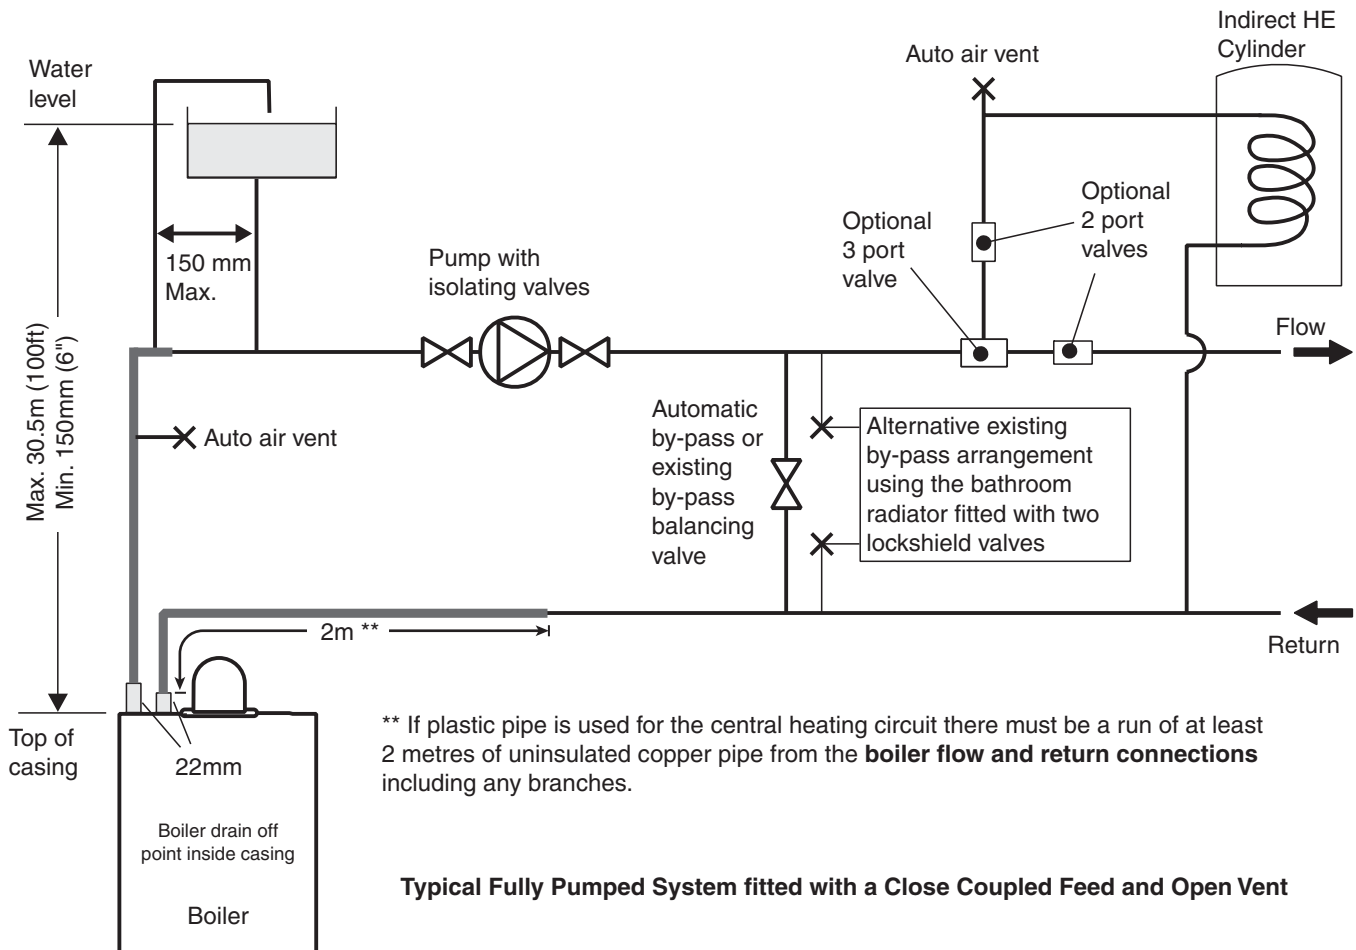 Indirect HE
Cylinder
Auto air vent
Water
level
Optional
2 port
valves
Optional
3 port
valve
150 mm
Max.
Pump with
isolating valves
Flow
Max. 30.5m (100ft)
Min. 150mm (6")
Auto air vent
Automatic
by-pass or
existing
by-pass
balancing
valve
Alternative existing
by-pass arrangement
using the bathroom
radiator fitted with two
lockshield valves
2m **
Return
Top of
casing
22mm
** If plastic pipe is used for the central heating circuit there must be a run of at least
2 metres of uninsulated copper pipe from the boiler flow and return connections
including any branches.
Boiler drain off
point inside casing
Boiler
Typical Fully Pumped System fitted with a Close Coupled Feed and Open Vent